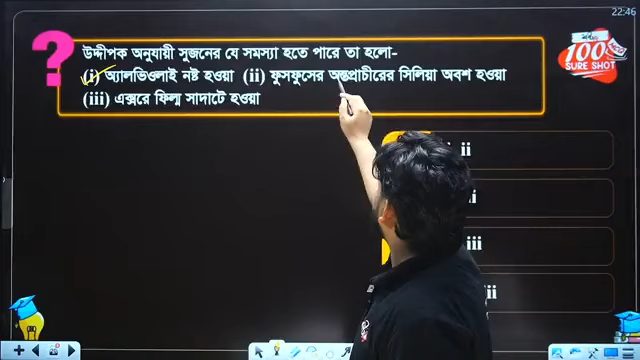 22:46
উদ্দীপক অনুযায়ী সুজনের যে সমস্যা হতে পারে তা হলো-
(i) অ্যালভিওলাই নষ্ট হওয়া (ii) ফুসফুসের অন্তপ্রাচীরের সিলিয়া অবশ হওয়া
(iii) এক্সরে ফিল্ম সাদাটে হওয়া
100
SURE SHOT
ii
iii